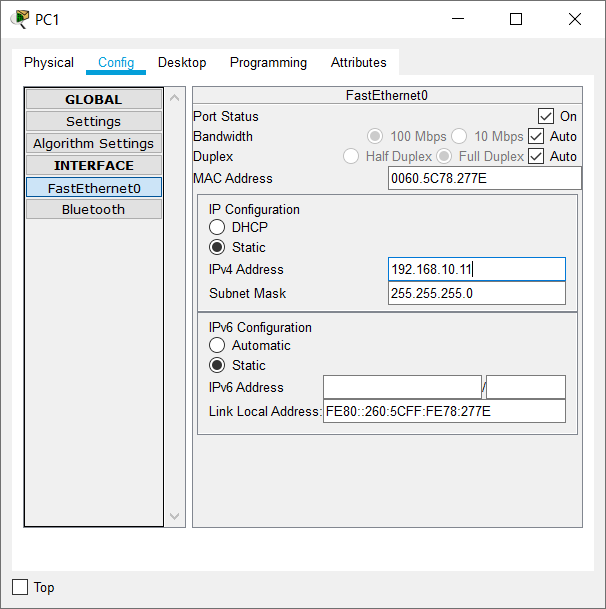 PC1
Physical Config Desktop Programming Attributes
GLOBAL
Settings
Algorithm Settings
INTERFACE
FastEthernet0
Bluetooth
FastEthernet0
Port Status On
Bandwidth 100 Mbps 10 Mbps Auto
Duplex Half Duplex Full Duplex Auto
MAC Address 0060.5C78.277E
IP Configuration
DHCP
Static
IPv4 Address 192.168.10.11
Subnet Mask 255.255.255.0
IPv6 Configuration
Automatic
Static
IPv6 Address /
Link Local Address: FE80::260:5CFF:FE78:277E
Top